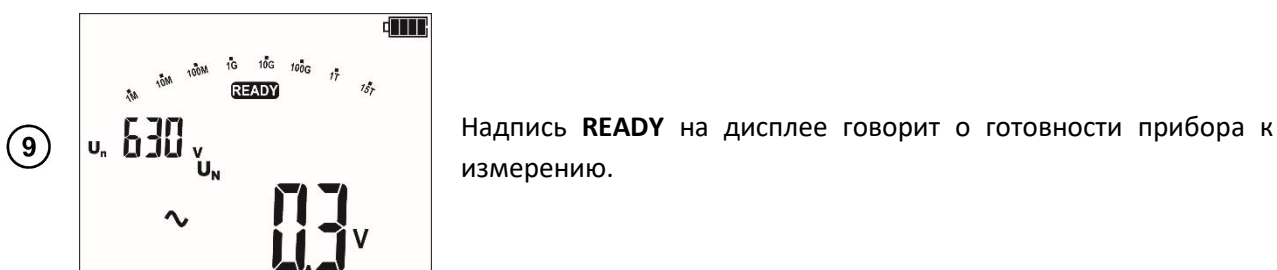 1M 10M 100M 1G 10G 100G 1T 15T
READY
9
Un 630 V
UN
~ 0.3 V
Надпись READY на дисплее говорит о готовности прибора к
измерению.